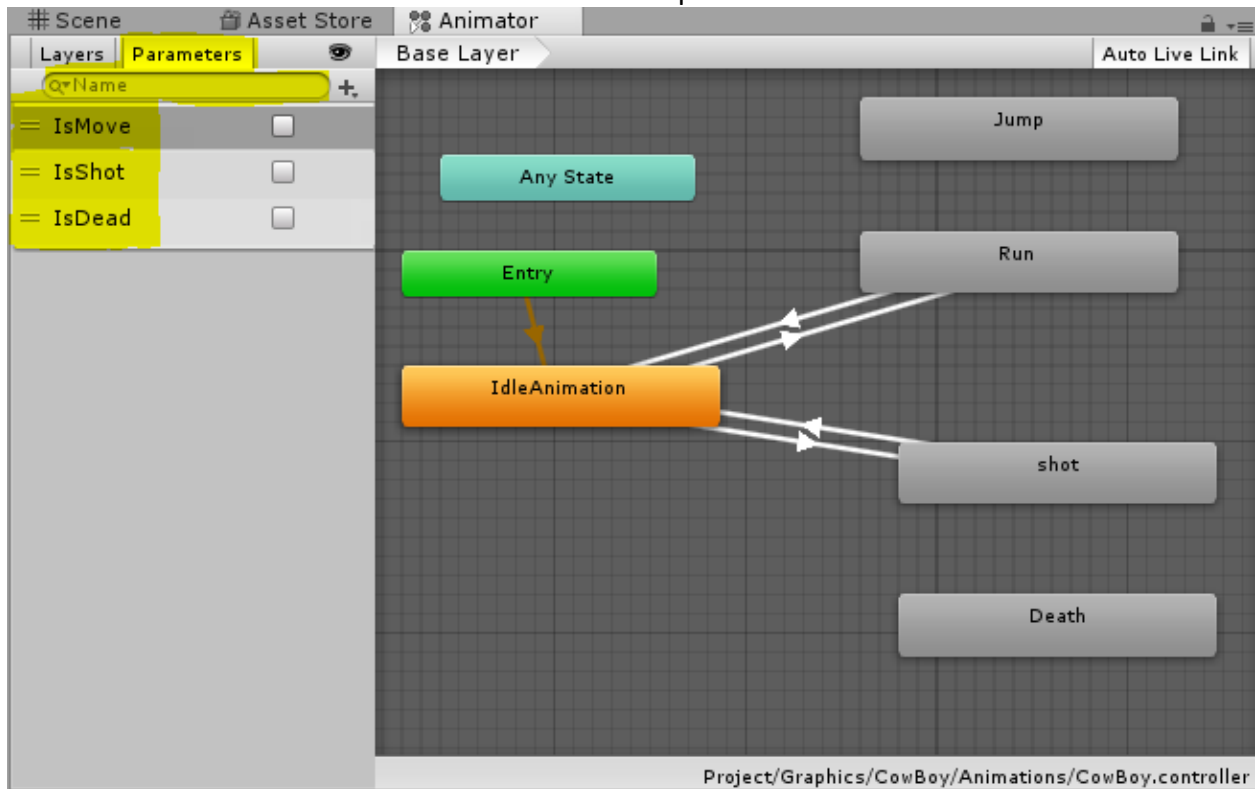 Scene Asset Store Animator
Layers Parameters Base Layer Auto Live Link
Name
IsMove
IsShot
IsDead
Jump
Any State
Run
Entry
IdleAnimation
shot
Death
Project/Graphics/CowBoy/Animations/CowBoy.controller